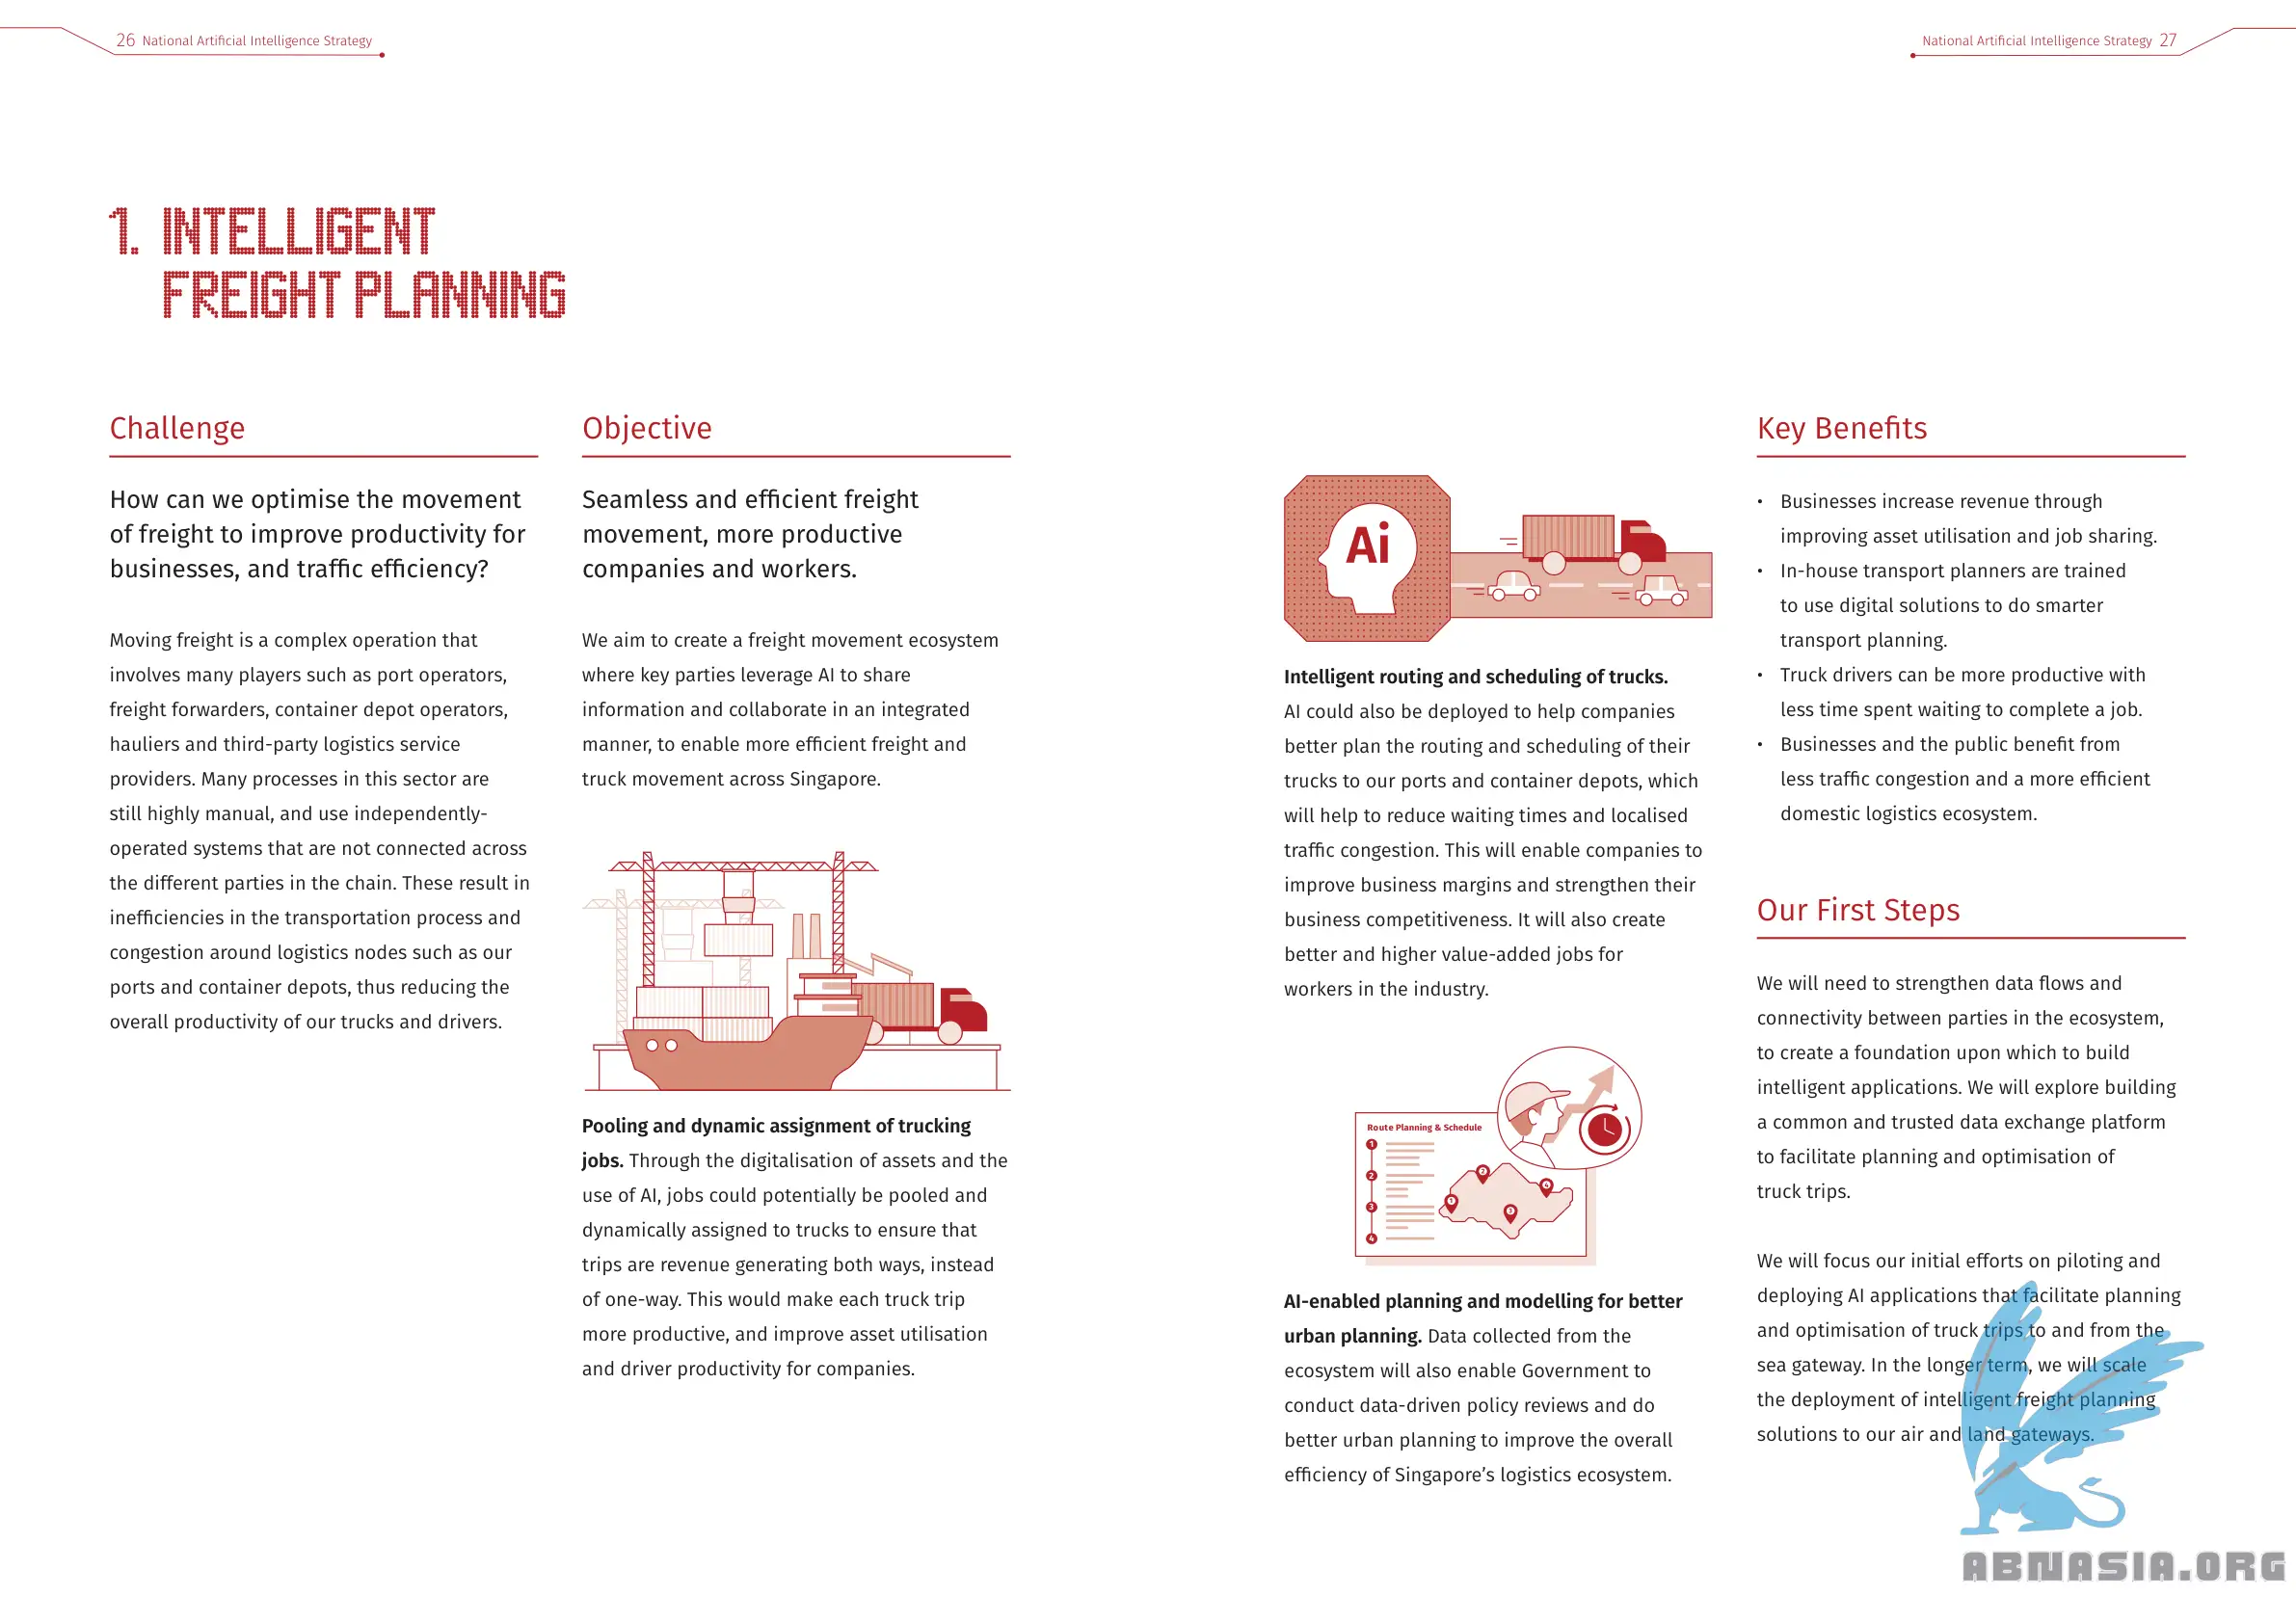 26 National Artificial Intelligence Strategy
National Artificial Intelligence Strategy 27
1. INTELLIGENT
FREIGHT PLANNING
Challenge
How can we optimise the movement
of freight to improve productivity for
businesses, and traffic efficiency?
Moving freight is a complex operation that
involves many players such as port operators,
freight forwarders, container depot operators,
hauliers and third-party logistics service
providers. Many processes in this sector are
still highly manual, and use independently-
operated systems that are not connected across
the different parties in the chain. These result in
inefficiencies in the transportation process and
congestion around logistics nodes such as our
ports and container depots, thus reducing the
overall productivity of our trucks and drivers.
Objective
Seamless and efficient freight
movement, more productive
companies and workers.
We aim to create a freight movement ecosystem
where key parties leverage AI to share
information and collaborate in an integrated
manner, to enable more efficient freight and
truck movement across Singapore.
Pooling and dynamic assignment of trucking
jobs. Through the digitalisation of assets and the
use of AI, jobs could potentially be pooled and
dynamically assigned to trucks to ensure that
trips are revenue generating both ways, instead
of one-way. This would make each truck trip
more productive, and improve asset utilisation
and driver productivity for companies.
Ai
Intelligent routing and scheduling of trucks.
AI could also be deployed to help companies
better plan the routing and scheduling of their
trucks to our ports and container depots, which
will help to reduce waiting times and localised
traffic congestion. This will enable companies to
improve business margins and strengthen their
business competitiveness. It will also create
better and higher value-added jobs for
workers in the industry.
Route Planning & Schedule
1
2
3
4
1
2
3
4
AI-enabled planning and modelling for better
urban planning. Data collected from the
ecosystem will also enable Government to
conduct data-driven policy reviews and do
better urban planning to improve the overall
efficiency of Singapore's logistics ecosystem.
Key Benefits
• Businesses increase revenue through
improving asset utilisation and job sharing.
• In-house transport planners are trained
to use digital solutions to do smarter
transport planning.
• Truck drivers can be more productive with
less time spent waiting to complete a job.
• Businesses and the public benefit from
less traffic congestion and a more efficient
domestic logistics ecosystem.
Our First Steps
We will need to strengthen data flows and
connectivity between parties in the ecosystem,
to create a foundation upon which to build
intelligent applications. We will explore building
a common and trusted data exchange platform
to facilitate planning and optimisation of
truck trips.
We will focus our initial efforts on piloting and
deploying AI applications that facilitate planning
and optimisation of truck trips to and from the
sea gateway. In the longer term, we will scale
the deployment of intelligent freight planning
solutions to our air and land gateways.
ABNASIA.ORG